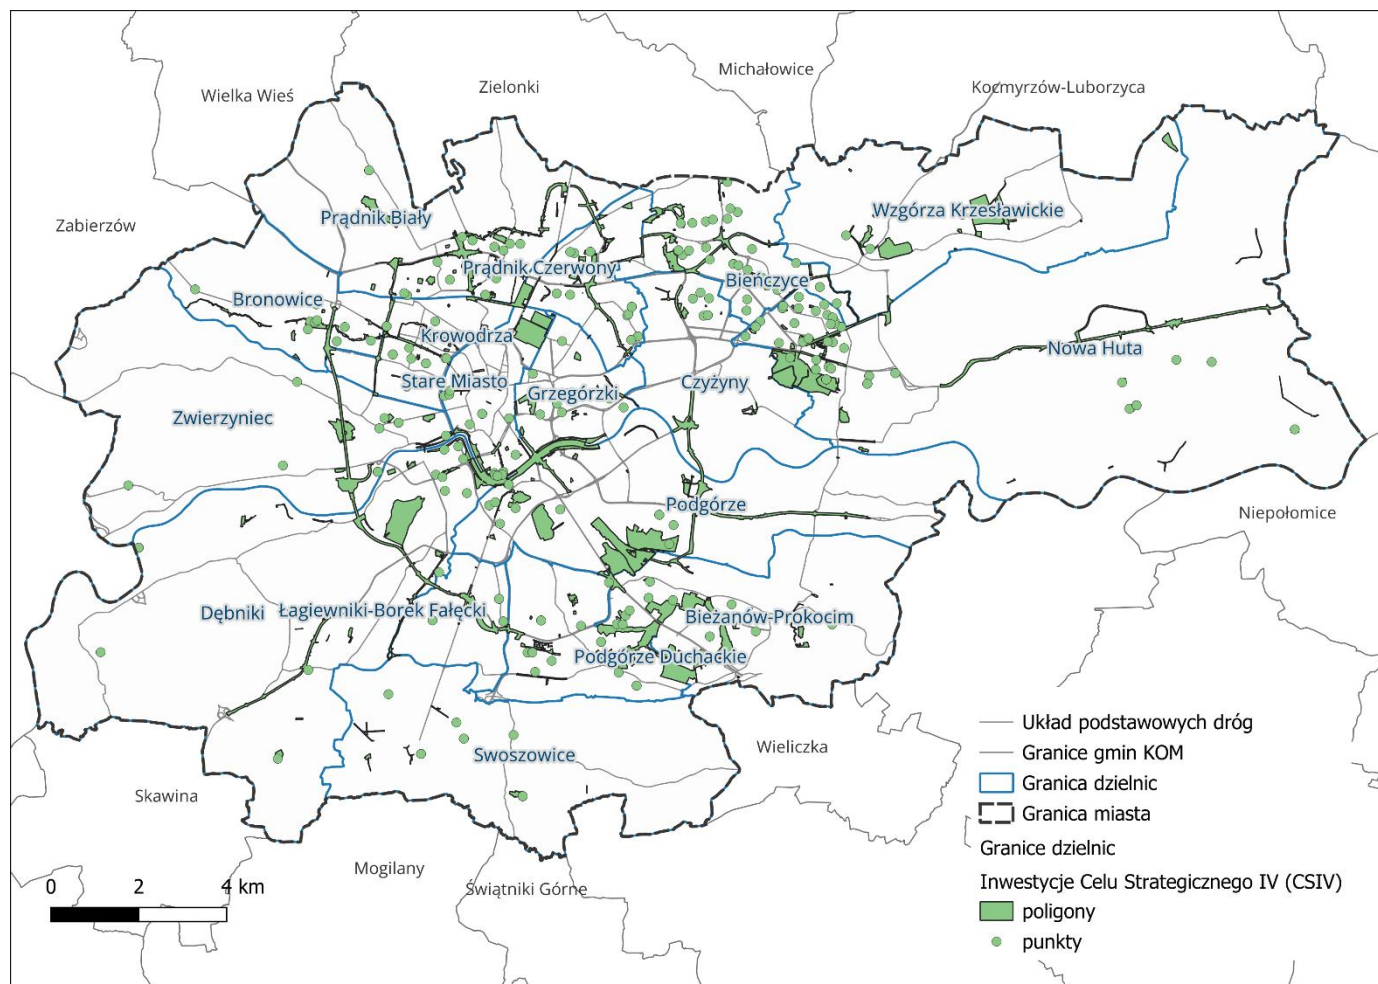 Michałowice
Zielonki
Kocmyrzów-Luborzyca
Wielka Wieś
Wzgórza Krzesławickie
Prądnik Biały
Zabierzów
Prądnik Czerwony
Bieńczyce
Bronowice
Krowodrza
Nowa Huta
Stare Miasto
Czyżyny
Grzegórzki
Zwierzyniec
Podgórze
Niepołomice
Dębniki
Łagiewniki-Borek Fałęcki
Bieżanów-Prokocim
Podgórze Duchackie
Wieliczka
Swoszowice
Skawina
Mogilany
Świątniki Górne
0 2 4 km
Układ podstawowych dróg
Granice gmin KOM
Granica dzielnic
Granica miasta
Granice dzielnic
Inwestycje Celu Strategicznego IV (CSIV)
poligony
punkty